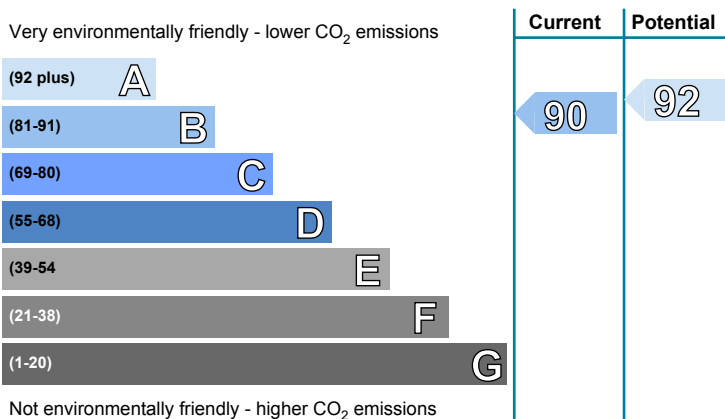 Very environmentally friendly - lower CO₂ emissions
Current
Potential
(92 plus) A
(81-91) B
(69-80) C
(55-68) D
(39-54 E
(21-38) F
(1-20) G
90
92
Not environmentally friendly - higher CO₂ emissions